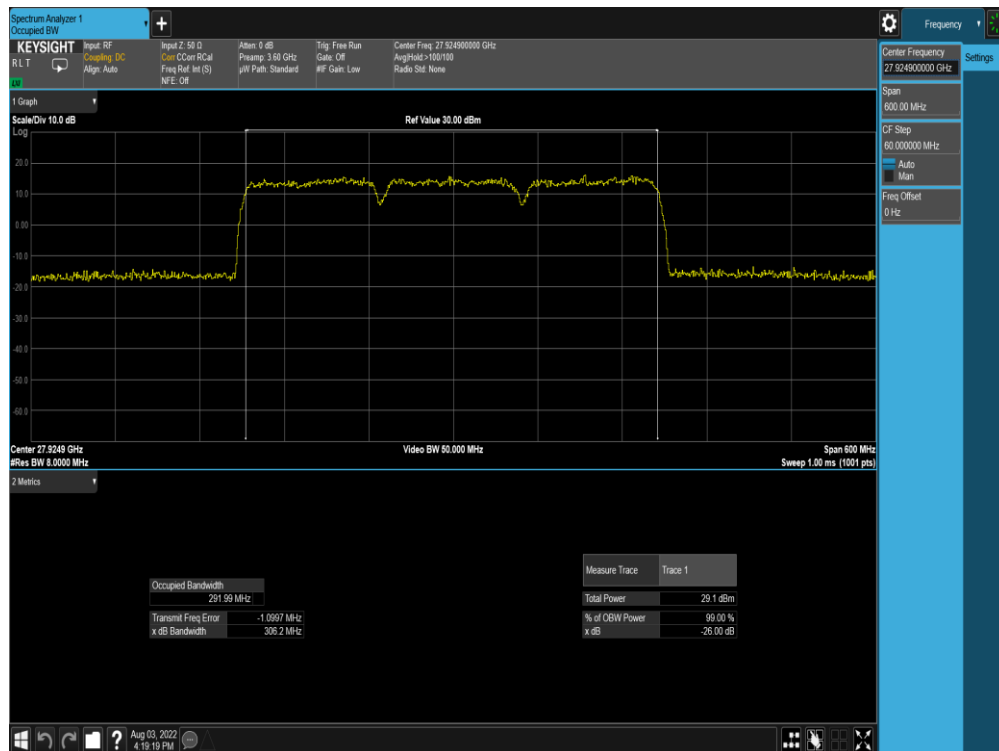 Spectrum Analyzer 1
Occupied BW
Frequency
KEYSIGHT
RLT
LXI
Input: RF
Coupling: DC
Align: Auto
Input Z: 50 Ω
Corr CCorr RCal
Freq Ref: Int (S)
NFE: Off
Atten: 0 dB
Preamp: 3.60 GHz
µW Path: Standard
Trig: Free Run
Gate: Off
#IF Gain: Low
Center Freq: 27.924900000 GHz
Avg|Hold:>100/100
Radio Std: None
Center Frequency
27.924900000 GHz
Settings
Span
600.00 MHz
CF Step
60.000000 MHz
Auto
Man
Freq Offset
0 Hz
1 Graph
Scale/Div 10.0 dB
Ref Value 30.00 dBm
Log
20.0
10.0
0.00
-10.0
-20.0
-30.0
-40.0
-50.0
-60.0
Center 27.9249 GHz
Video BW 50.000 MHz
Span 600 MHz
#Res BW 8.0000 MHz
Sweep 1.00 ms (1001 pts)
2 Metrics
Occupied Bandwidth
291.99 MHz
Transmit Freq Error -1.0997 MHz
x dB Bandwidth 306.2 MHz
Measure Trace Trace 1
Total Power 29.1 dBm
% of OBW Power 99.00 %
x dB -26.00 dB
?
Aug 03, 2022
4:19:19 PM